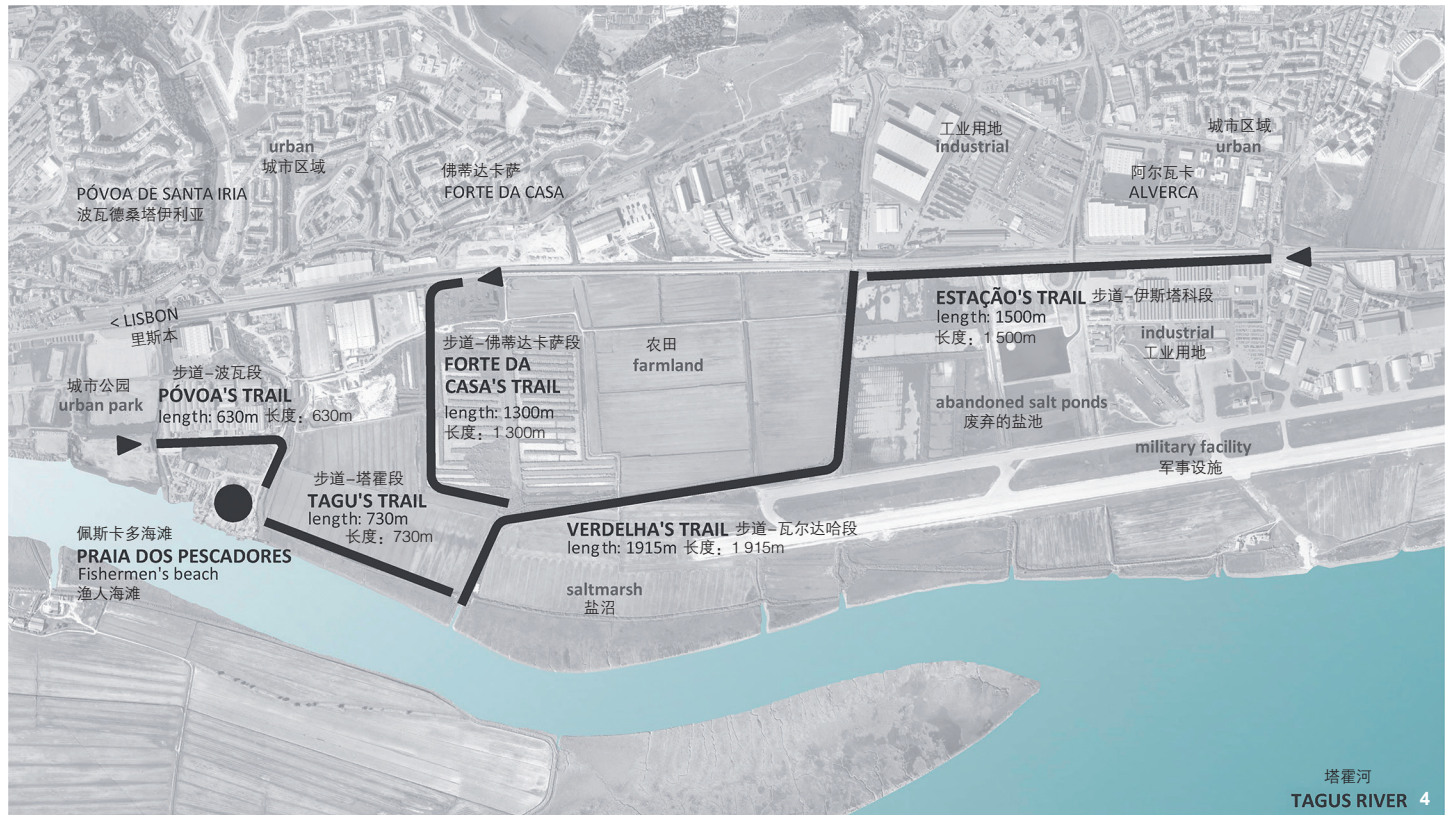 urban
城市区域
佛蒂达卡萨
FORTE DA CASA
工业用地
industrial
城市区域
urban
阿尔瓦卡
ALVERCA
PÓVOA DE SANTA IRIA
波瓦德桑塔伊利亚
< LISBON
里斯本
城市公园
urban park
步道–波瓦段
PÓVOA'S TRAIL
length: 630m 长度：630m
步道–佛蒂达卡萨段
FORTE DA
CASA'S TRAIL
length: 1300m
长度：1 300m
农田
farmland
ESTAÇÃO'S TRAIL 步道–伊斯塔科段
length: 1500m
长度：1 500m
industrial
工业用地
abandoned salt ponds
废弃的盐池
military facility
军事设施
步道–塔霍段
TAGU'S TRAIL
length: 730m
长度：730m
VERDELHA'S TRAIL 步道–瓦尔达哈段
length: 1915m 长度：1 915m
佩斯卡多海滩
PRAIA DOS PESCADORES
Fishermen's beach
渔人海滩
saltmarsh
盐沼
塔霍河
TAGUS RIVER 4